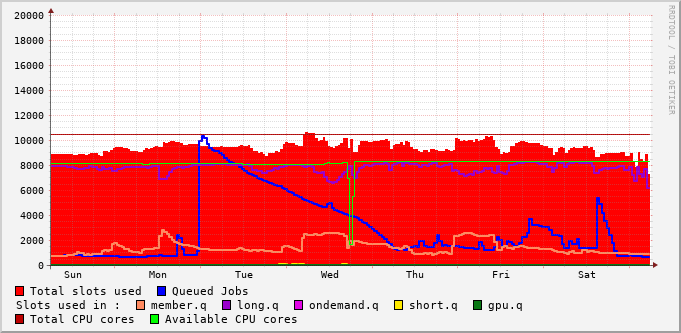 20000
18000
16000
14000
12000
10000
8000
6000
4000
2000
0
Sun Mon Tue Wed Thu Fri Sat
RRDTOOL / TOBI OETIKER
Total slots used Queued Jobs
Slots used in : member.q long.q ondemand.q short.q gpu.q
Total CPU cores Available CPU cores